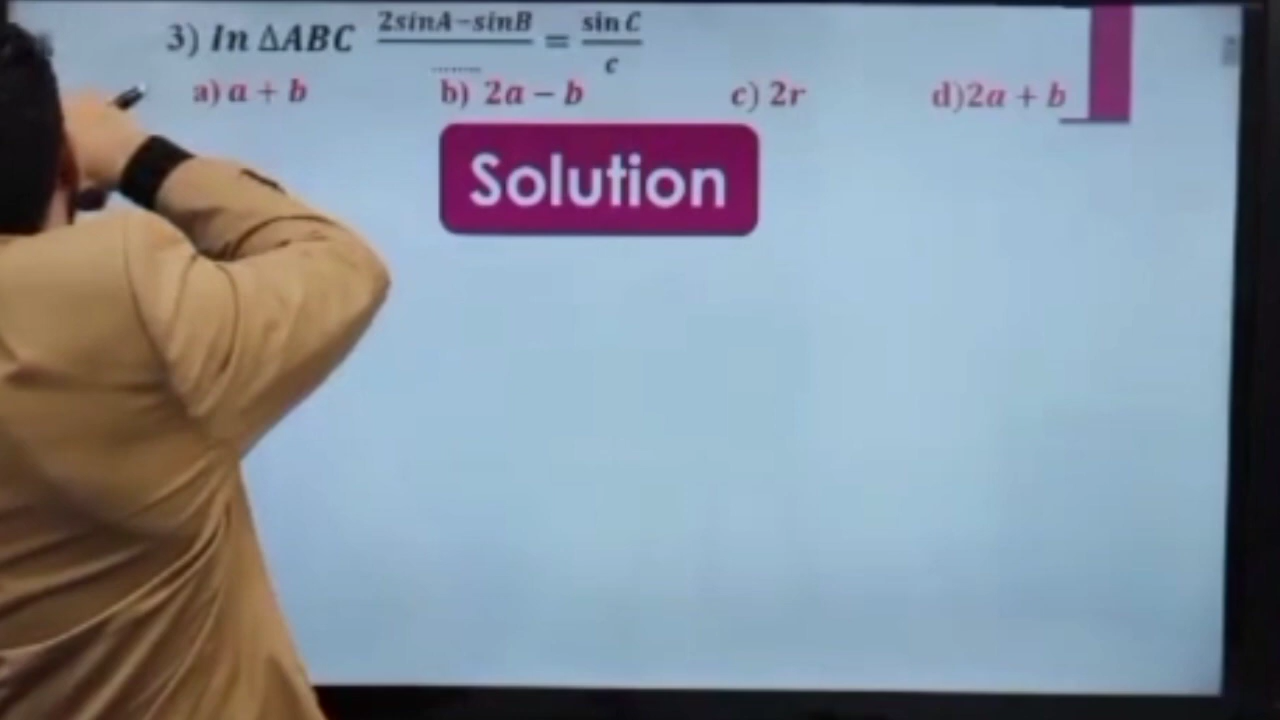 3) In ΔABC (2sinA−sinB)/........ = sin C/c
a) a + b b) 2a − b c) 2r d)2a + b
Solution